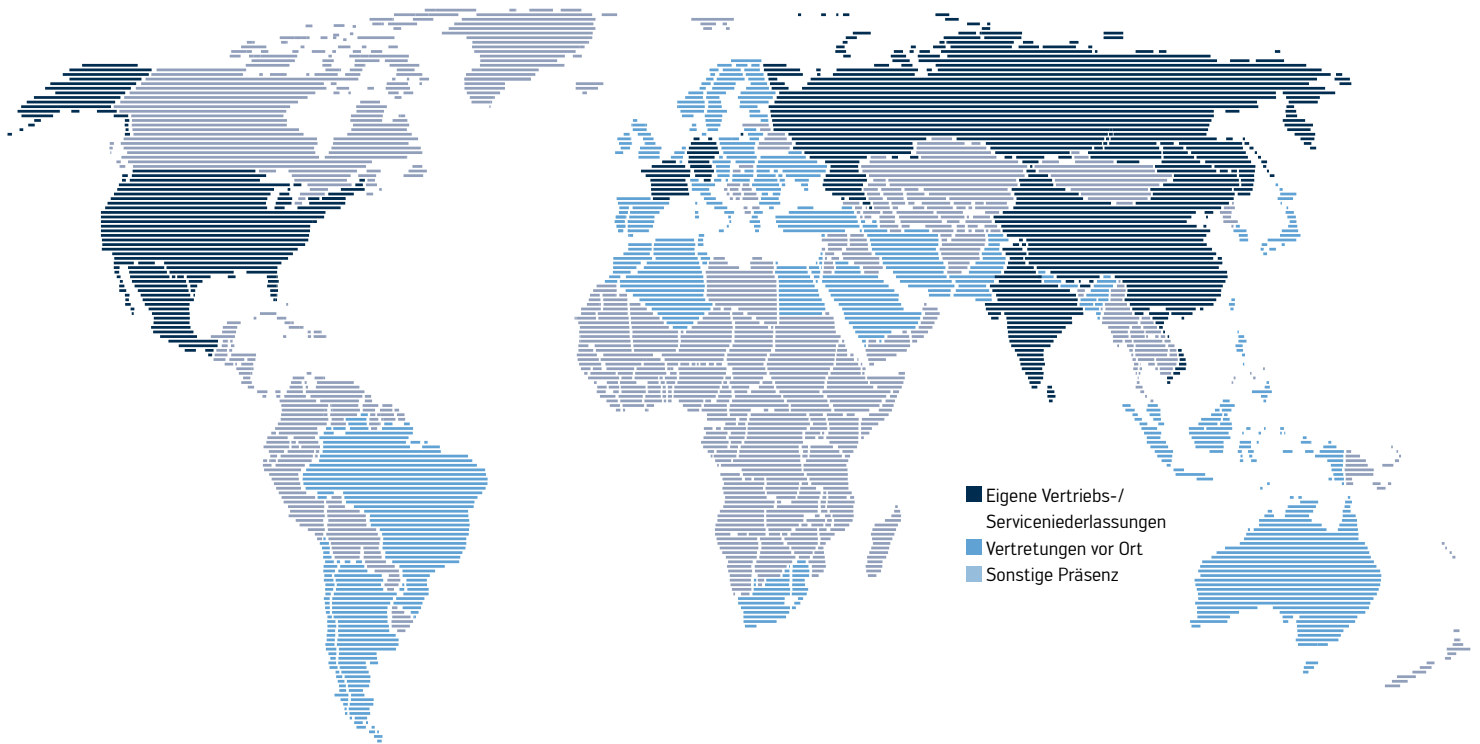 Eigene Vertriebs-/
Serviceniederlassungen
Vertretungen vor Ort
Sonstige Präsenz